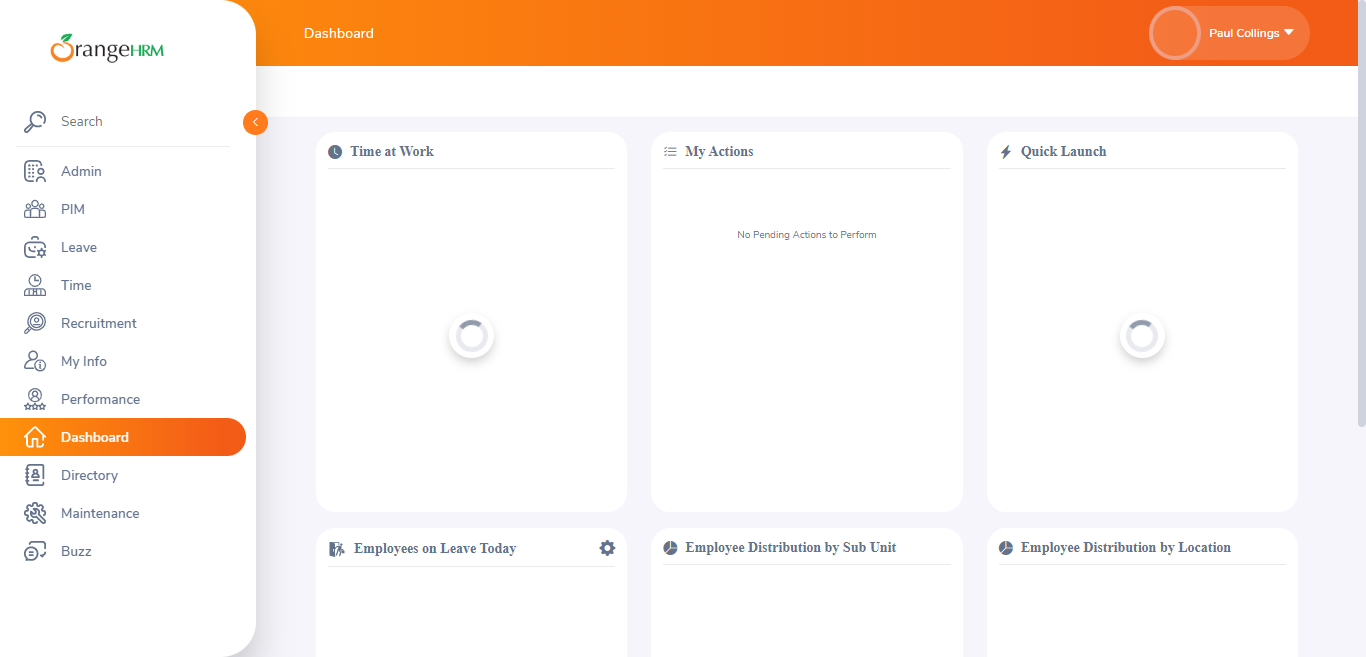 OrangeHRM
Dashboard
Paul Collings
Search
Admin
PIM
Leave
Time
Recruitment
My Info
Performance
Dashboard
Directory
Maintenance
Buzz
Time at Work
My Actions
Quick Launch
No Pending Actions to Perform
Employees on Leave Today
Employee Distribution by Sub Unit
Employee Distribution by Location